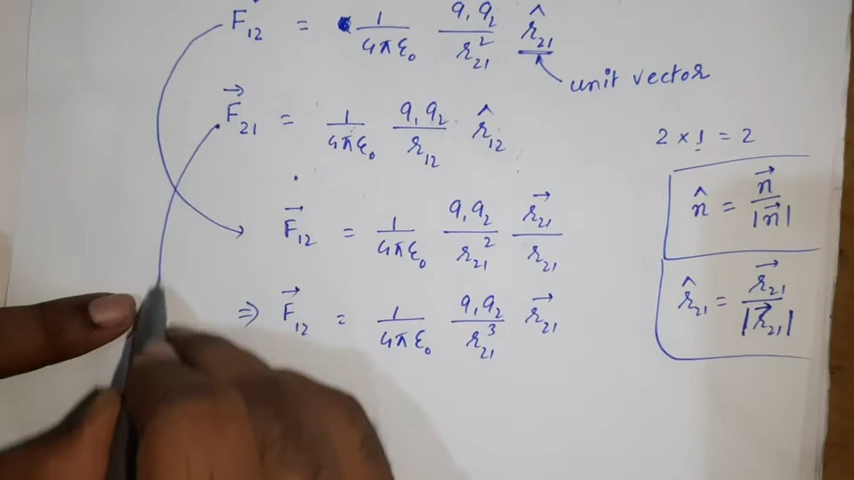 F₁₂ = 1/4πε₀ q₁q₂/r₂₁² r̂₂₁
unit vector
F⃗₂₁ = 1/4πε₀ q₁q₂/r₁₂ r̂₁₂
2 × 1 = 2
F⃗₁₂ = 1/4πε₀ q₁q₂/r₂₁² r⃗₂₁/r₂₁
n̂ = n⃗/|n⃗|
⇒ F⃗₁₂ = 1/4πε₀ q₁q₂/r₂₁³ r⃗₂₁
r̂₂₁ = r⃗₂₁/|r⃗₂₁|